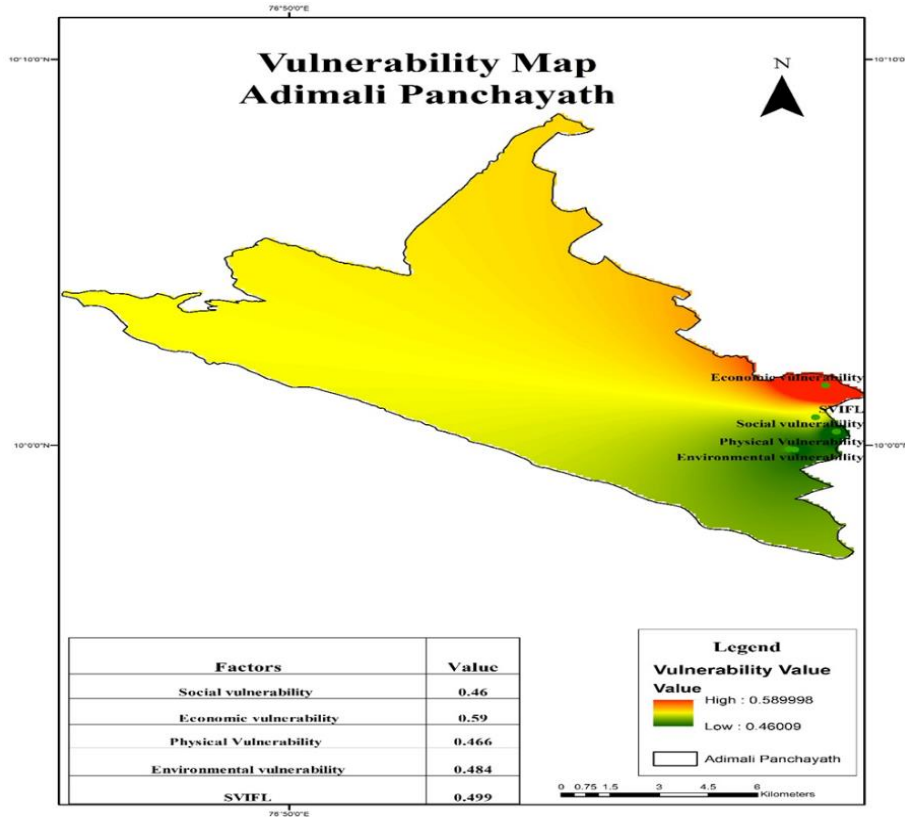 76°50'0"E
Vulnerability Map
Adimali Panchayath
N
10°10'0"N
10°10'0"N
Economic vulnerability
SVIFL
Social vulnerability
Physical Vulnerability
Environmental vulnerability
10°0'0"N
10°0'0"N
Factors Value
Social vulnerability 0.46
Economic vulnerability 0.59
Physical Vulnerability 0.466
Environmental vulnerability 0.484
SVIFL 0.499
Legend
Vulnerability Value
Value
High : 0.589998
Low : 0.46009
Adimali Panchayath
0 0.75 1.5 3 4.5 6
Kilometers
76°50'0"E